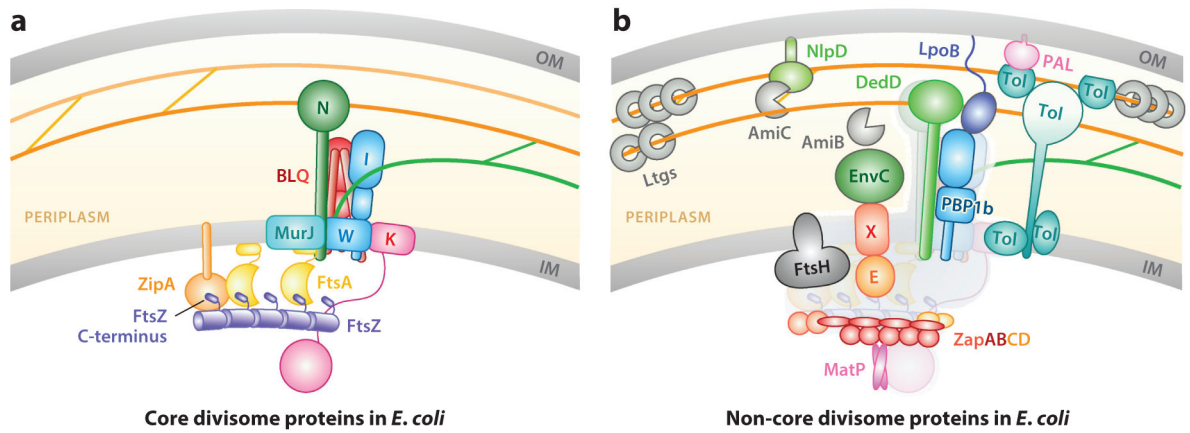 a
OM
N
I
BLQ
PERIPLASM
MurJ
W
K
IM
ZipA
FtsA
FtsZ
C-terminus
FtsZ
Core divisome proteins in E. coli
b
OM
NlpD
LpoB
PAL
Tol
Tol
DedD
Tol
AmiC
AmiB
Ltgs
EnvC
PBP1b
PERIPLASM
X
Tol
Tol
FtsH
E
IM
ZapABCD
MatP
Non-core divisome proteins in E. coli